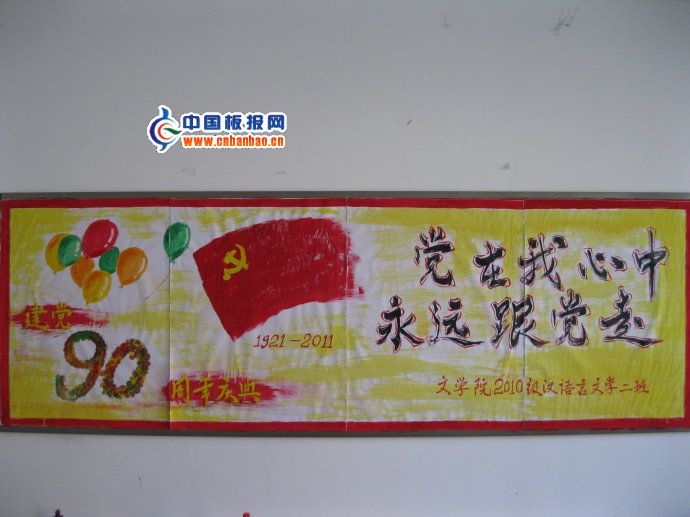 中国板报网
www.cnbanbao.cn
建党
90
周年庆典
1921-2011
党在我心中
永远跟党走
文学院2010级汉语言文学二班